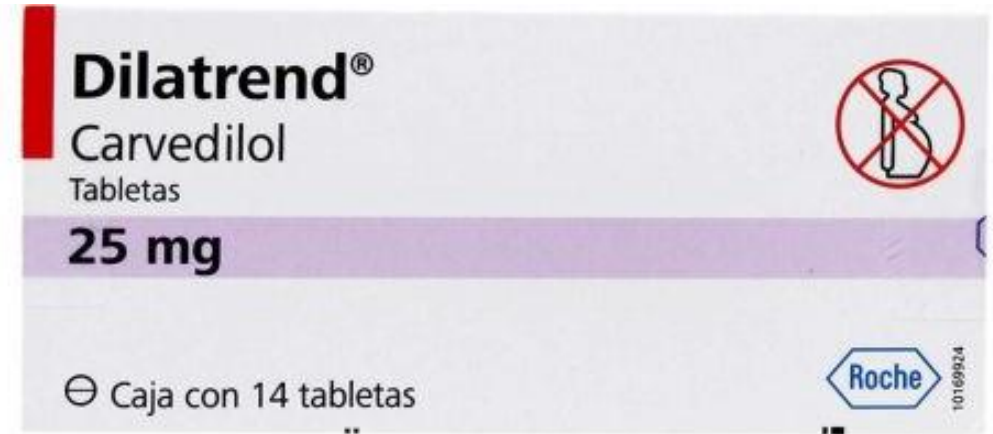 Dilatrend®
Carvedilol
Tabletas
25 mg
Caja con 14 tabletas
Roche
10169924